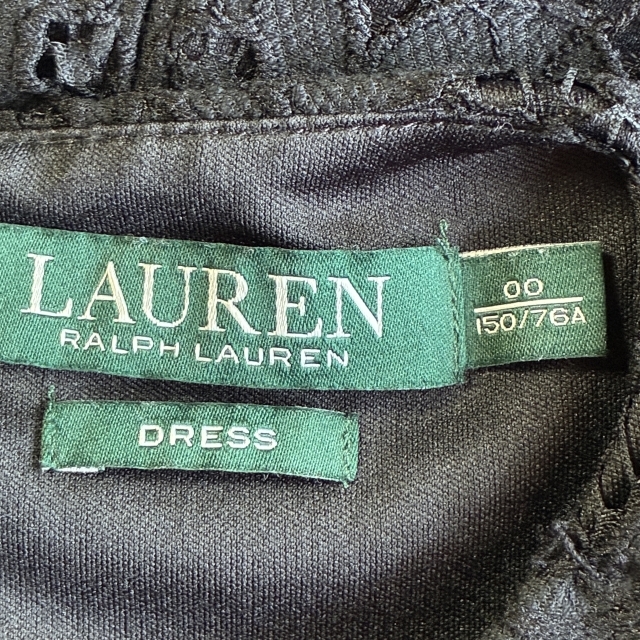 LAUREN
RALPH LAUREN
00
150/76A
DRESS